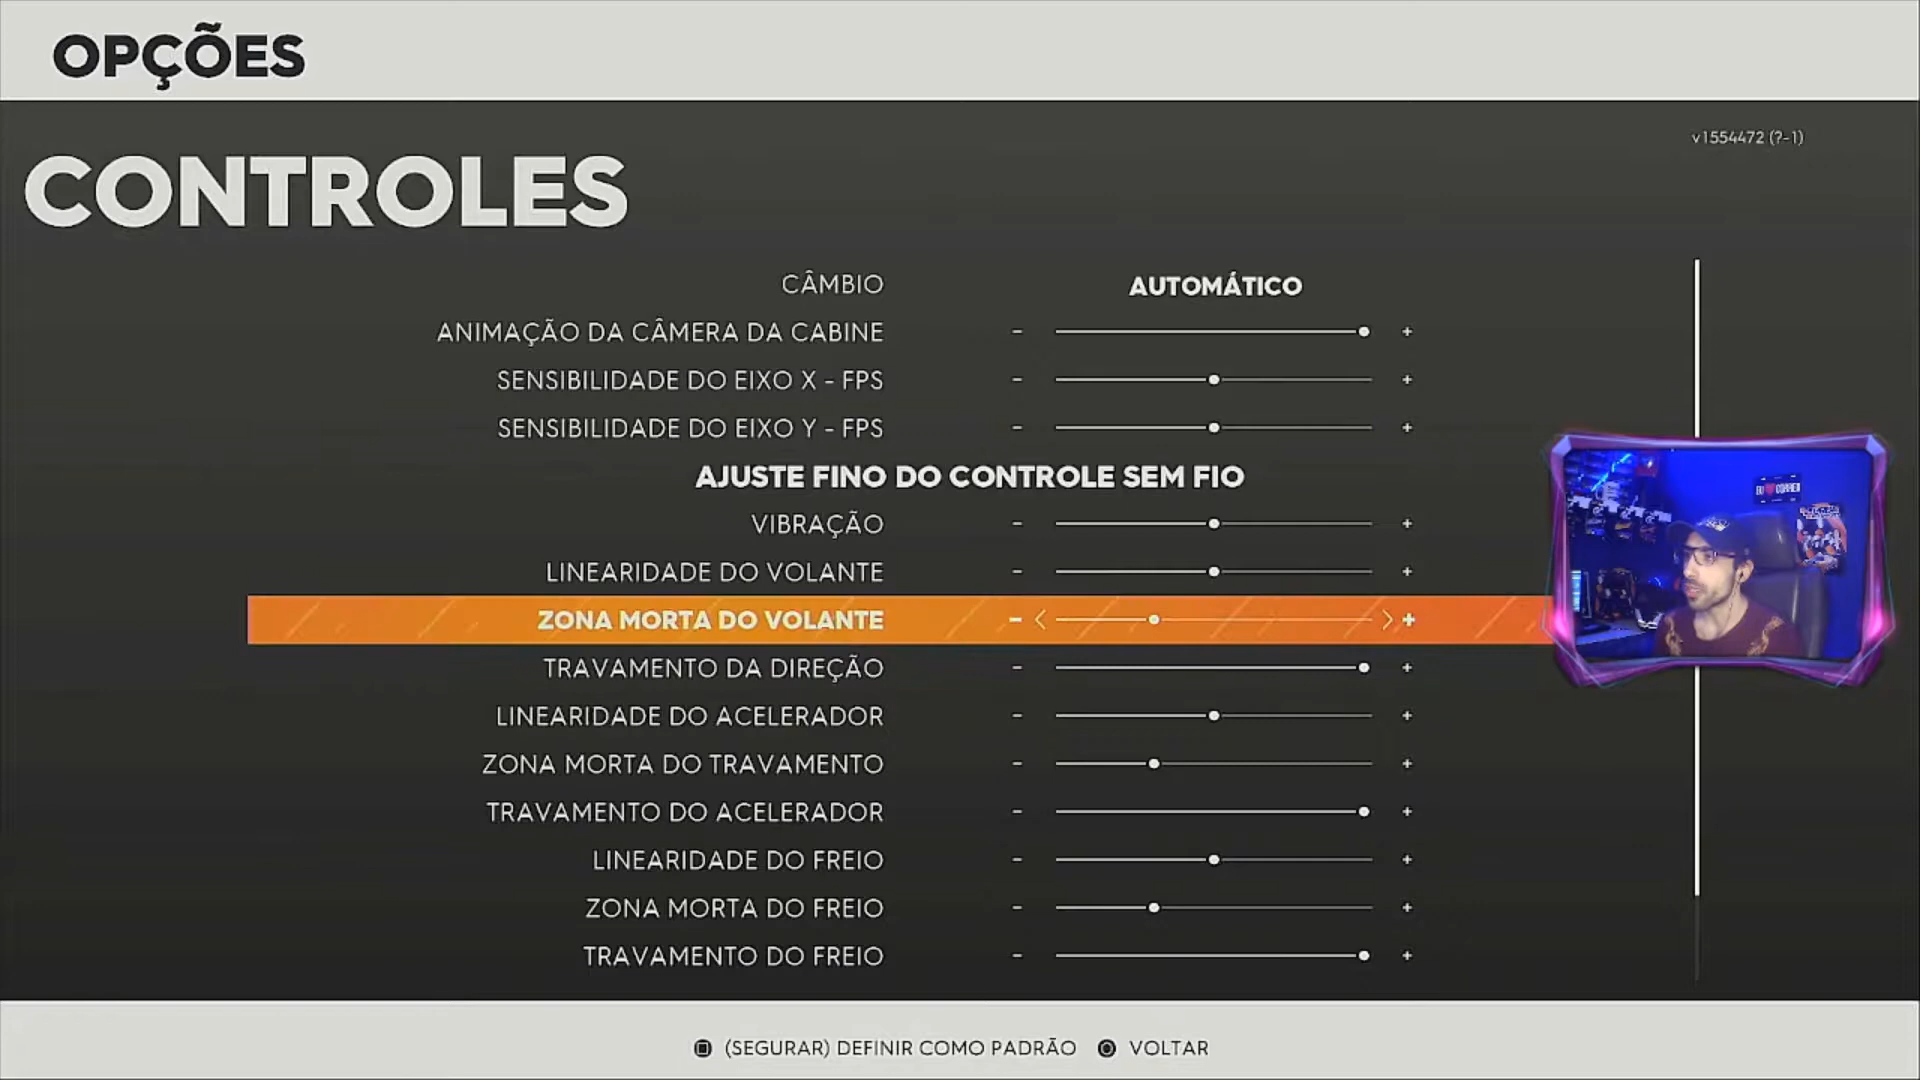 OPÇÕES
v1554472 (?-1)
CONTROLES
CÂMBIO AUTOMÁTICO
ANIMAÇÃO DA CÂMERA DA CABINE - +
SENSIBILIDADE DO EIXO X - FPS - +
SENSIBILIDADE DO EIXO Y - FPS - +
AJUSTE FINO DO CONTROLE SEM FIO
VIBRAÇÃO - +
LINEARIDADE DO VOLANTE - +
ZONA MORTA DO VOLANTE - < > +
TRAVAMENTO DA DIREÇÃO - +
LINEARIDADE DO ACELERADOR - +
ZONA MORTA DO TRAVAMENTO - +
TRAVAMENTO DO ACELERADOR - +
LINEARIDADE DO FREIO - +
ZONA MORTA DO FREIO - +
TRAVAMENTO DO FREIO - +
(SEGURAR) DEFINIR COMO PADRÃO VOLTAR